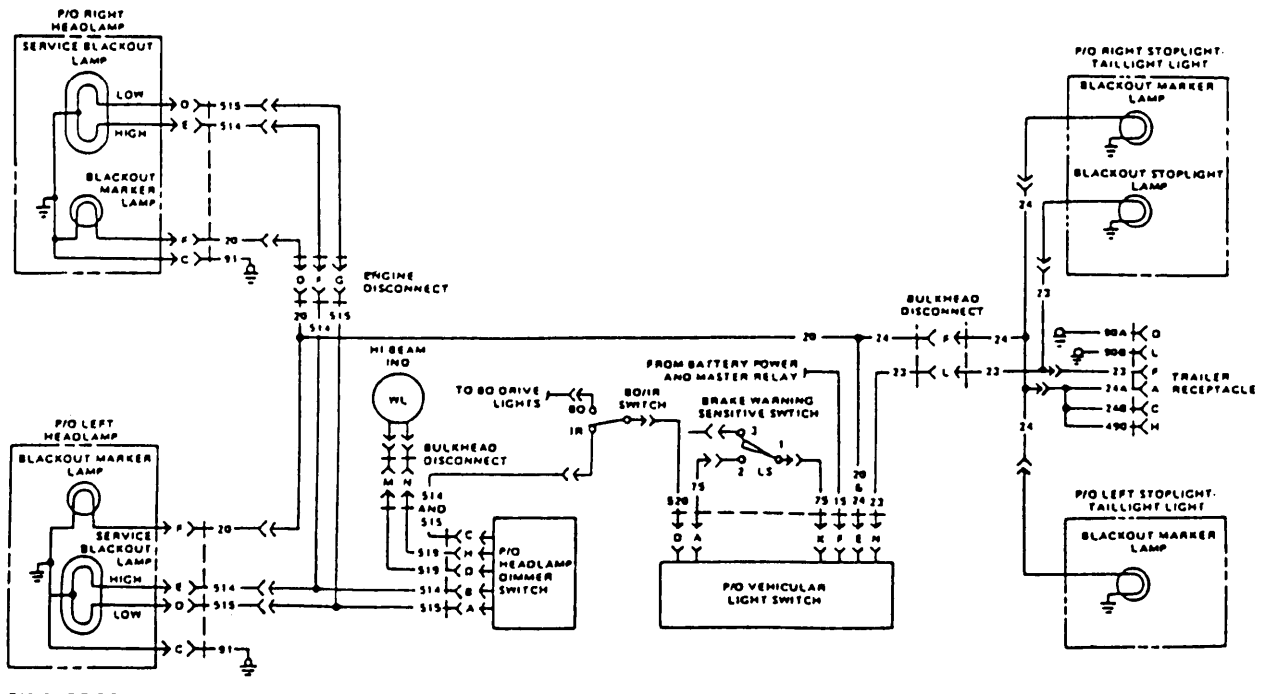 P/O RIGHT
HEADLAMP
SERVICE BLACKOUT
LAMP
LOW
HIGH
D
515
E
514
BLACKOUT
MARKER
LAMP
F
20
C
91
D
F
G
ENGINE
DISCONNECT
20
514
515
P/O RIGHT STOPLIGHT-
TAILLIGHT LIGHT
BLACKOUT MARKER
LAMP
BLACKOUT STOPLIGHT
LAMP
24
23
BULKHEAD
DISCONNECT
20
24
F
24
23
L
23
90A
D
90B
L
23
F
24A
A
24B
C
490
H
TRAILER
RECEPTACLE
24
HI BEAM
IND
WL
BULKHEAD
DISCONNECT
M
N
TO BO DRIVE
LIGHTS
BO
IR
BO/IR
SWITCH
FROM BATTERY POWER
AND MASTER RELAY
BRAKE WARNING
SENSITIVE SWTICH
3
1
2
LS
514
AND
515
75
520
75
15
20
&
24
23
D
A
K
F
E
N
P/O VEHICULAR
LIGHT SWITCH
C
519
H
519
D
514
B
515
A
P/O
HEADLAMP
DIMMER
SWITCH
P/O LEFT
HEADLAMP
BLACKOUT MARKER
LAMP
F
20
SERVICE
BLACKOUT
LAMP
HIGH
E
514
LOW
D
515
C
91
P/O LEFT STOPLIGHT-
TAILLIGHT LIGHT
BLACKOUT MARKER
LAMP